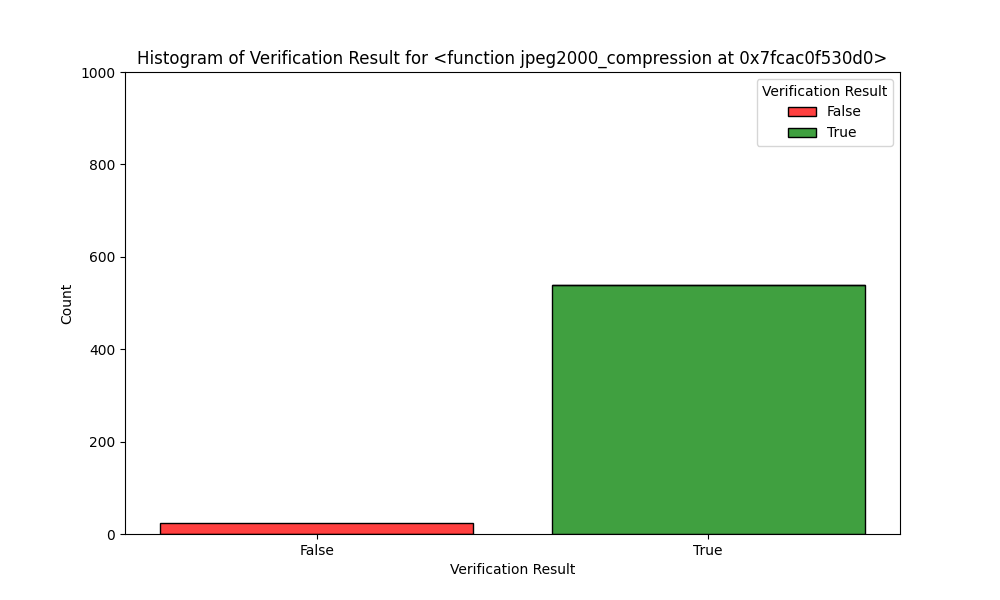 Histogram of Verification Result for <function jpeg2000_compression at 0x7fcac0f530d0>
1000
800
600
400
200
0
Count
Verification Result
False
True
False
True
Verification Result